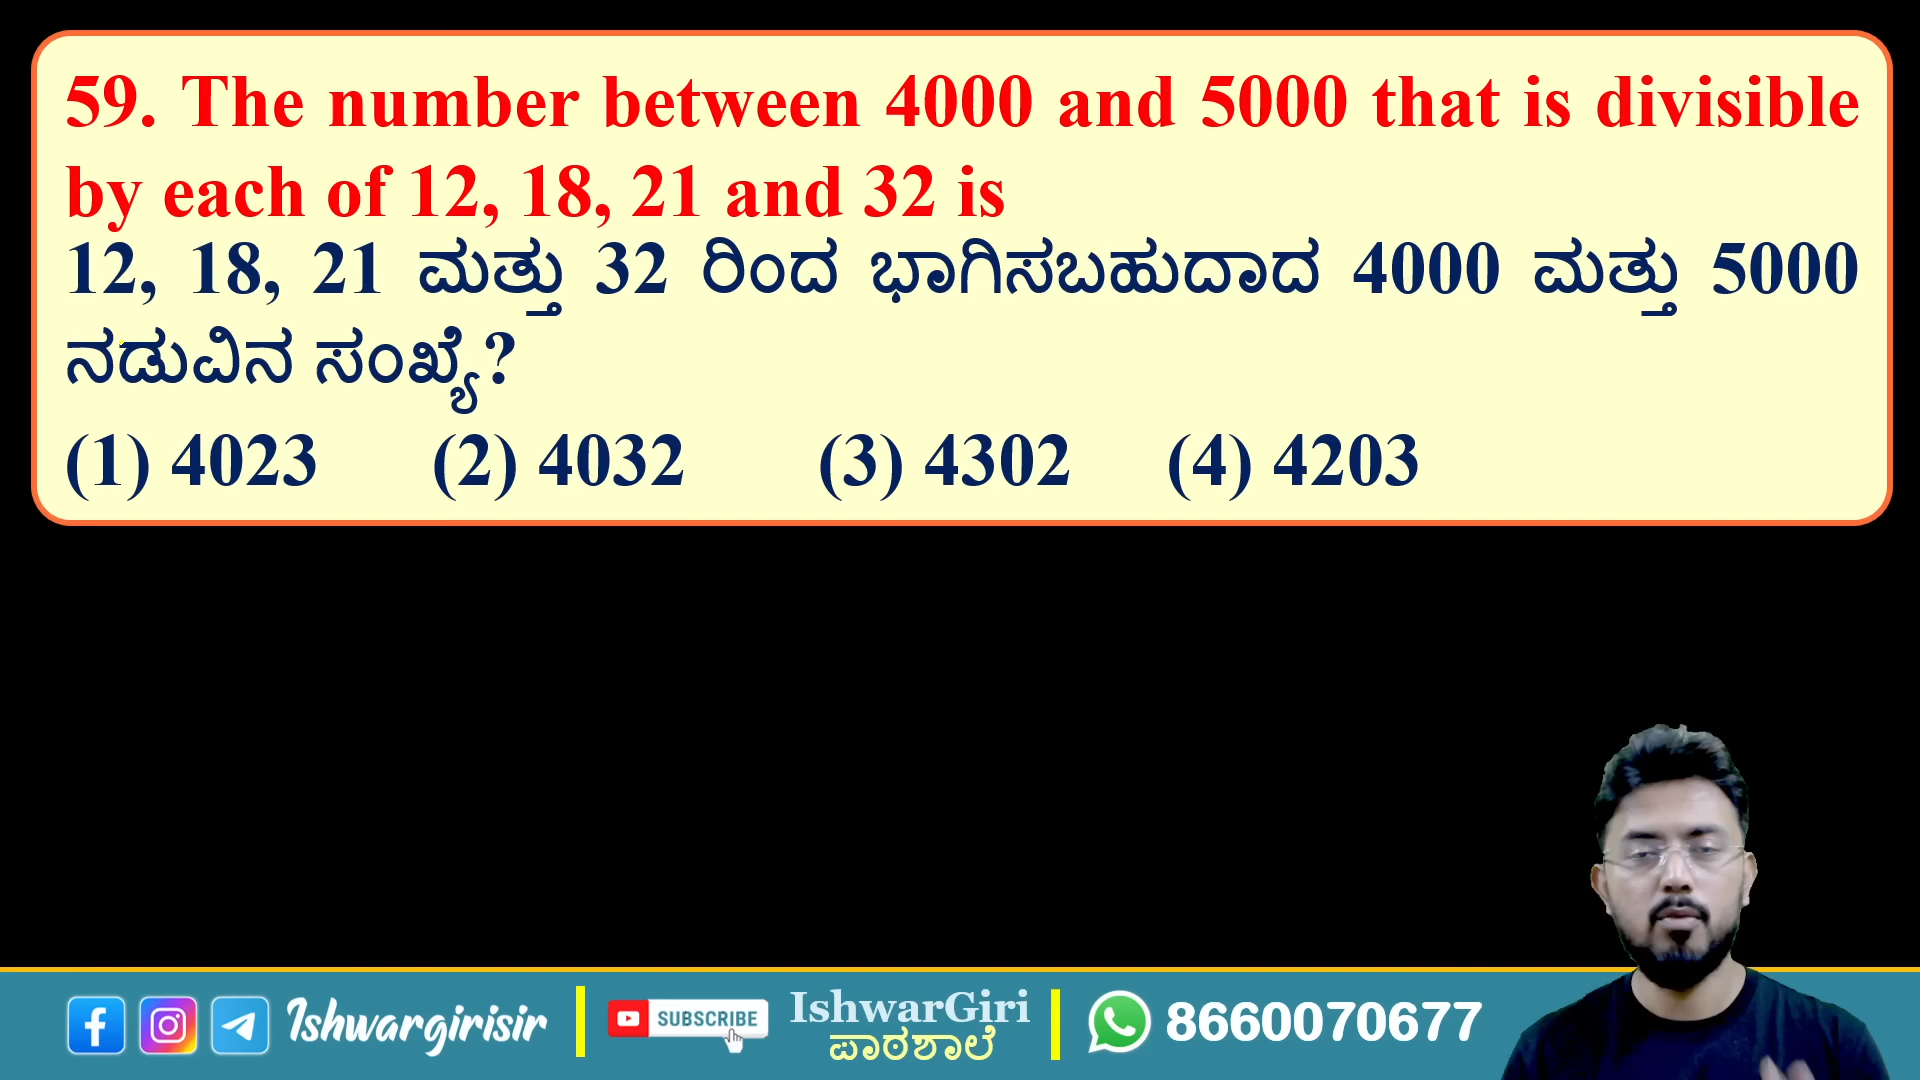 59. The number between 4000 and 5000 that is divisible
by each of 12, 18, 21 and 32 is
12, 18, 21 ಮತ್ತು 32 ರಿಂದ ಭಾಗಿಸಬಹುದಾದ 4000 ಮತ್ತು 5000
ನಡುವಿನ ಸಂಖ್ಯೆ?
(1) 4023 (2) 4032 (3) 4302 (4) 4203
Ishwargirisir
SUBSCRIBE
IshwarGiri
ಪಾಠಶಾಲೆ
8660070677